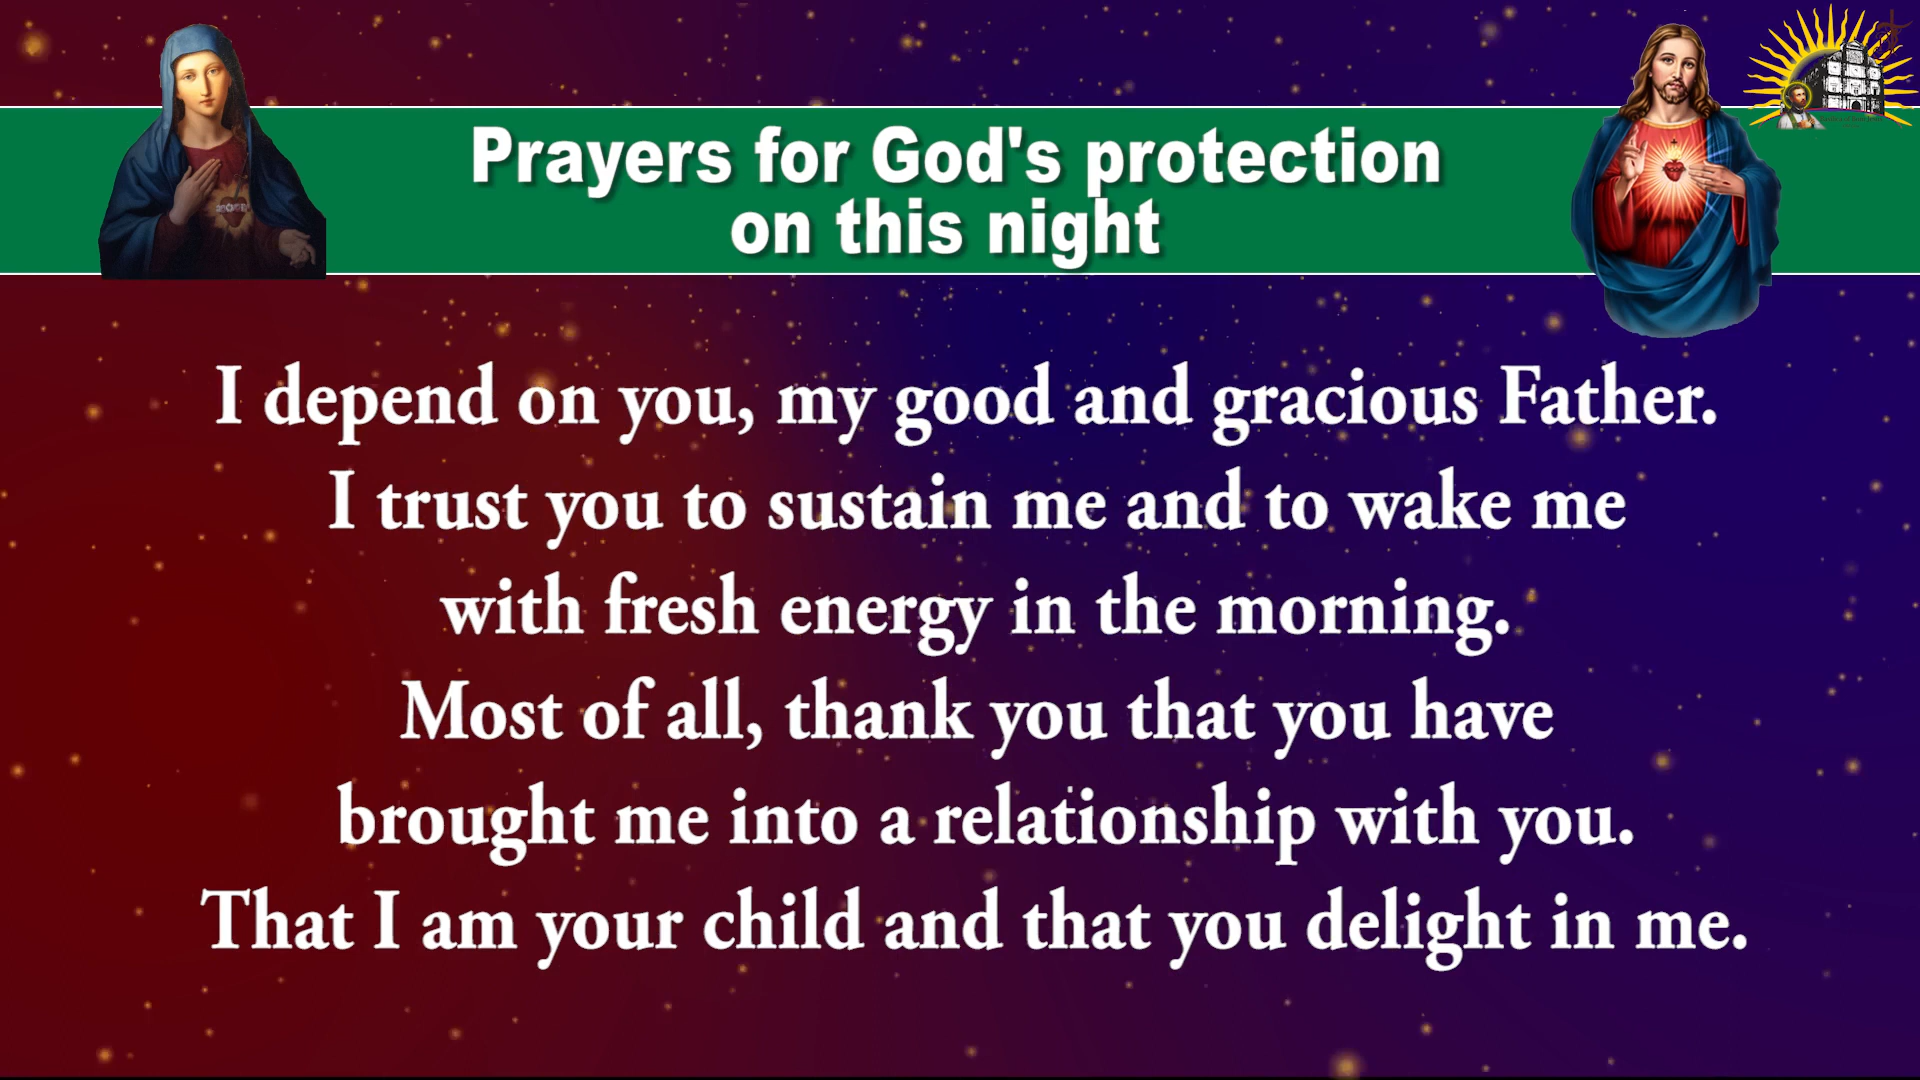 Prayers for God's protection
on this night
I depend on you, my good and gracious Father.
I trust you to sustain me and to wake me
with fresh energy in the morning.
Most of all, thank you that you have
brought me into a relationship with you.
That I am your child and that you delight in me.